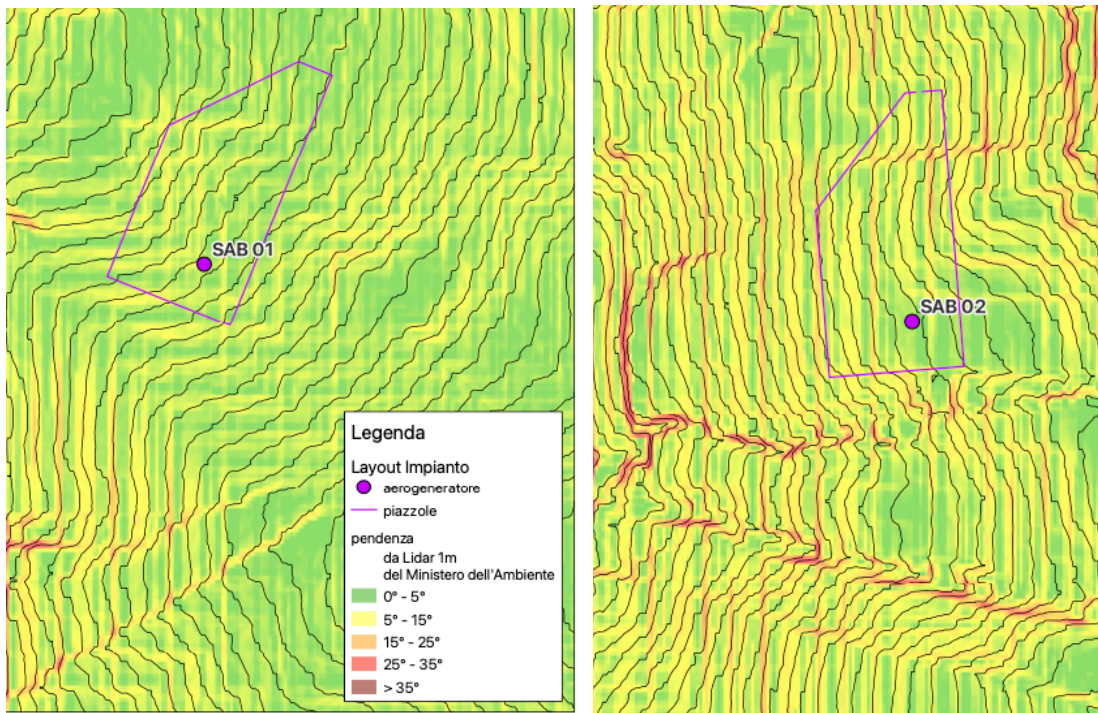 SAB 01
SAB 02
Legenda
Layout Impianto
aerogeneratore
piazzole
pendenza
da Lidar 1m
del Ministero dell'Ambiente
0° - 5°
5° - 15°
15° - 25°
25° - 35°
> 35°